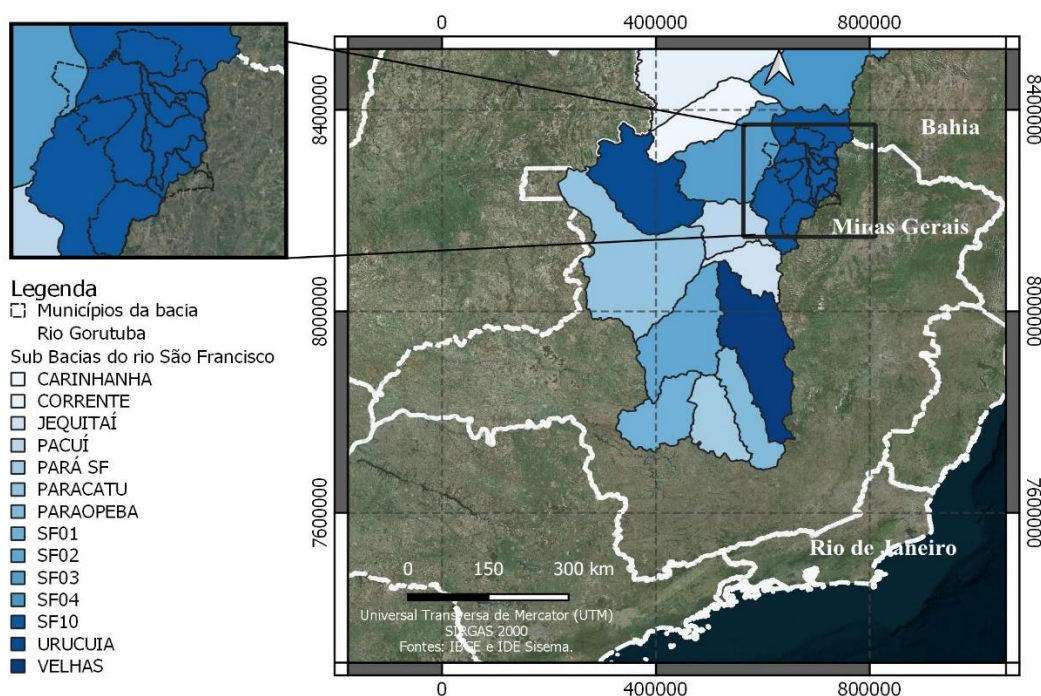 0
400000
800000
8400000
8400000
Bahia
Minas Gerais
8000000
8000000
7600000
7600000
Rio de Janeiro
0 150 300 km
Universal Transversa de Mercator (UTM)
SIRGAS 2000
Fontes: IBGE e IDE Sisema.
0
400000
800000
Legenda
Municípios da bacia
Rio Gorutuba
Sub Bacias do rio São Francisco
CARINHANHA
CORRENTE
JEQUITAÍ
PACUÍ
PARÁ SF
PARACATU
PARAOPEBA
SF01
SF02
SF03
SF04
SF10
URUCUIA
VELHAS